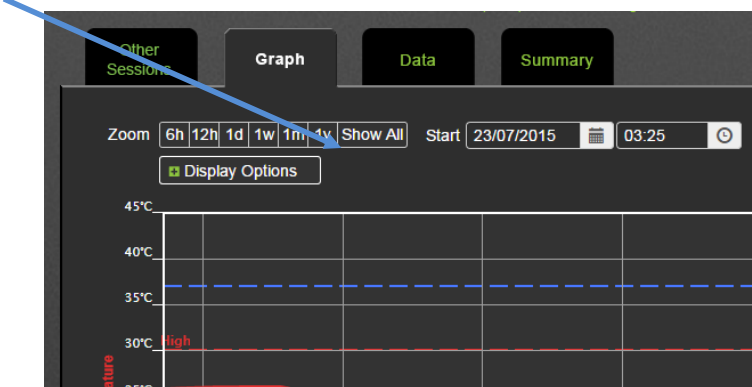 Other
Sessions
Graph
Data
Summary
Zoom 6h 12h 1d 1w 1m 1y Show All Start 23/07/2015 03:25
Display Options
45°C
40°C
35°C
30°C High